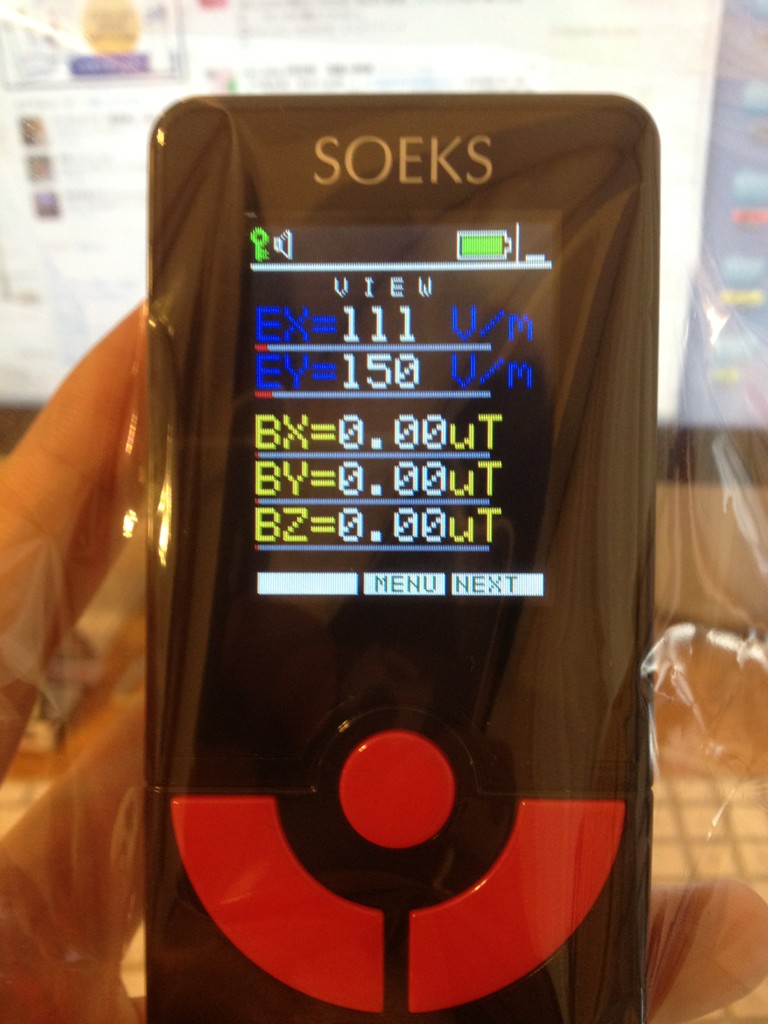 SOEKS
VIEW
EX=111 V/m
EY=150 V/m
BX=0.00uT
BY=0.00uT
BZ=0.00uT
MENU NEXT